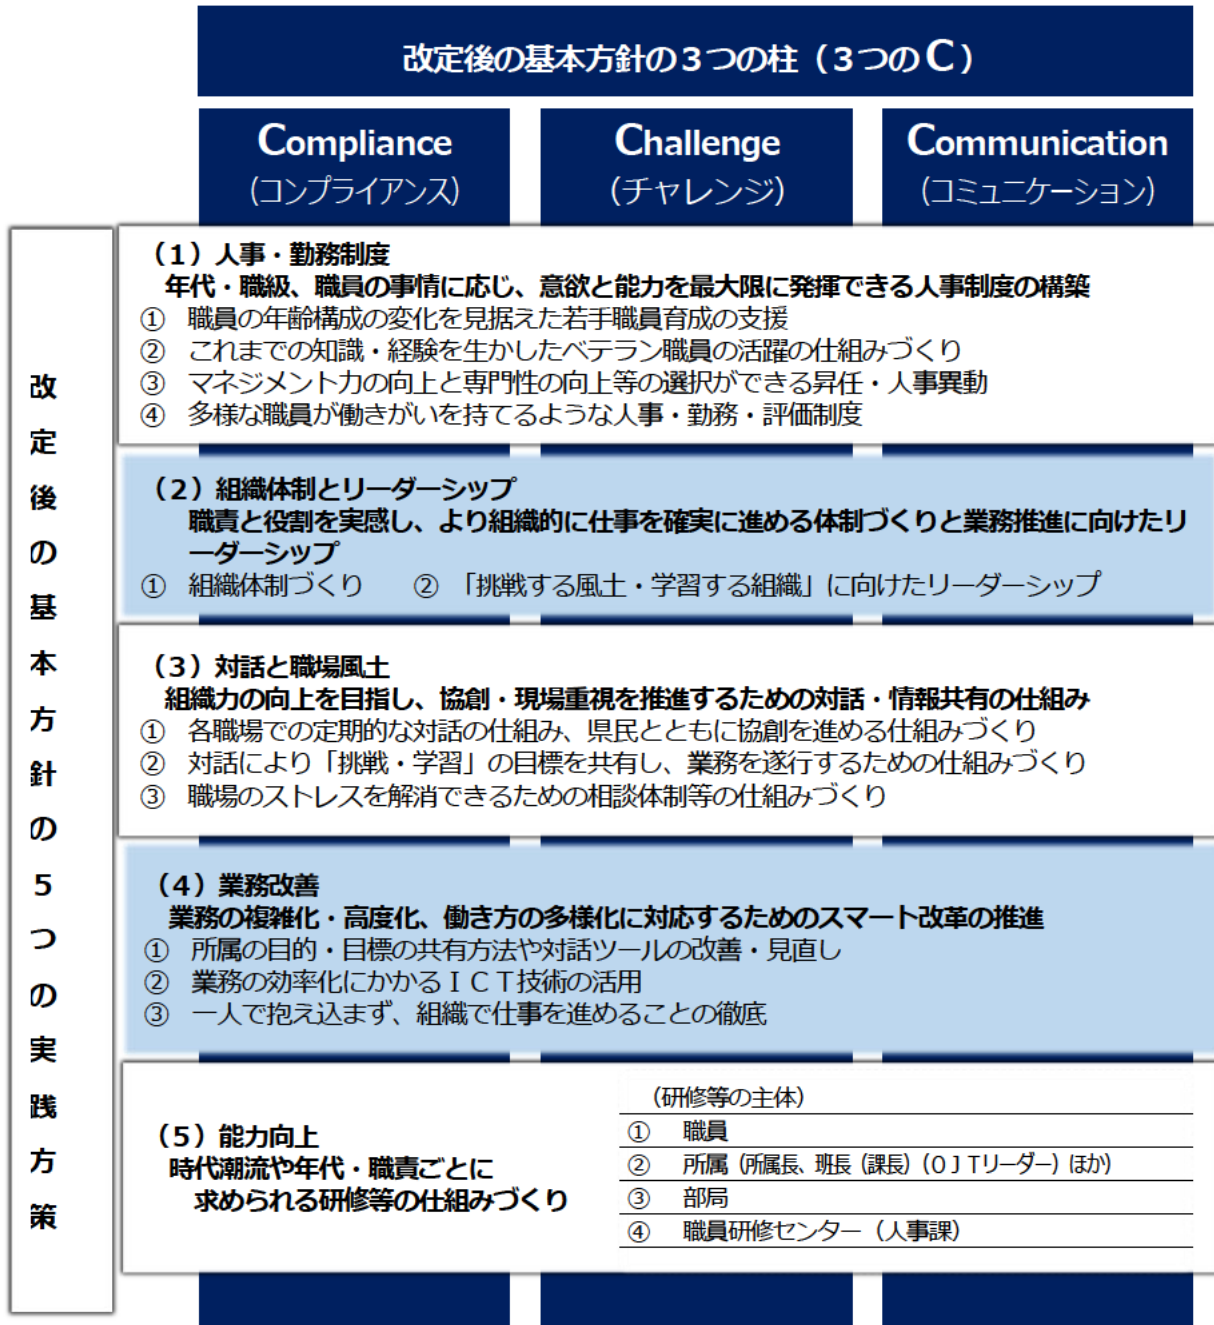 改定後の基本方針の３つの柱（３つのＣ）
Compliance
（コンプライアンス）
Challenge
（チャレンジ）
Communication
（コミュニケーション）
改定後の基本方針の５つの実践方策
（１）人事・勤務制度
年代・職級、職員の事情に応じ、意欲と能力を最大限に発揮できる人事制度の構築
①　職員の年齢構成の変化を見据えた若手職員育成の支援
②　これまでの知識・経験を生かしたベテラン職員の活躍の仕組みづくり
③　マネジメント力の向上と専門性の向上等の選択ができる昇任・人事異動
④　多様な職員が働きがいを持てるような人事・勤務・評価制度
（２）組織体制とリーダーシップ
職責と役割を実感し、より組織的に仕事を確実に進める体制づくりと業務推進に向けたリ
ーダーシップ
①　組織体制づくり　　②　「挑戦する風土・学習する組織」に向けたリーダーシップ
（３）対話と職場風土
組織力の向上を目指し、協創・現場重視を推進するための対話・情報共有の仕組み
①　各職場での定期的な対話の仕組み、県民とともに協創を進める仕組みづくり
②　対話により「挑戦・学習」の目標を共有し、業務を遂行するための仕組みづくり
③　職場のストレスを解消できるための相談体制等の仕組みづくり
（４）業務改善
業務の複雑化・高度化、働き方の多様化に対応するためのスマート改革の推進
①　所属の目的・目標の共有方法や対話ツールの改善・見直し
②　業務の効率化にかかるＩＣＴ技術の活用
③　一人で抱え込まず、組織で仕事を進めることの徹底
（５）能力向上
時代潮流や年代・職責ごとに
求められる研修等の仕組みづくり
（研修等の主体）
①　職員
②　所属（所属長、班長（課長）（ＯＪＴリーダー）ほか）
③　部局
④　職員研修センター（人事課）